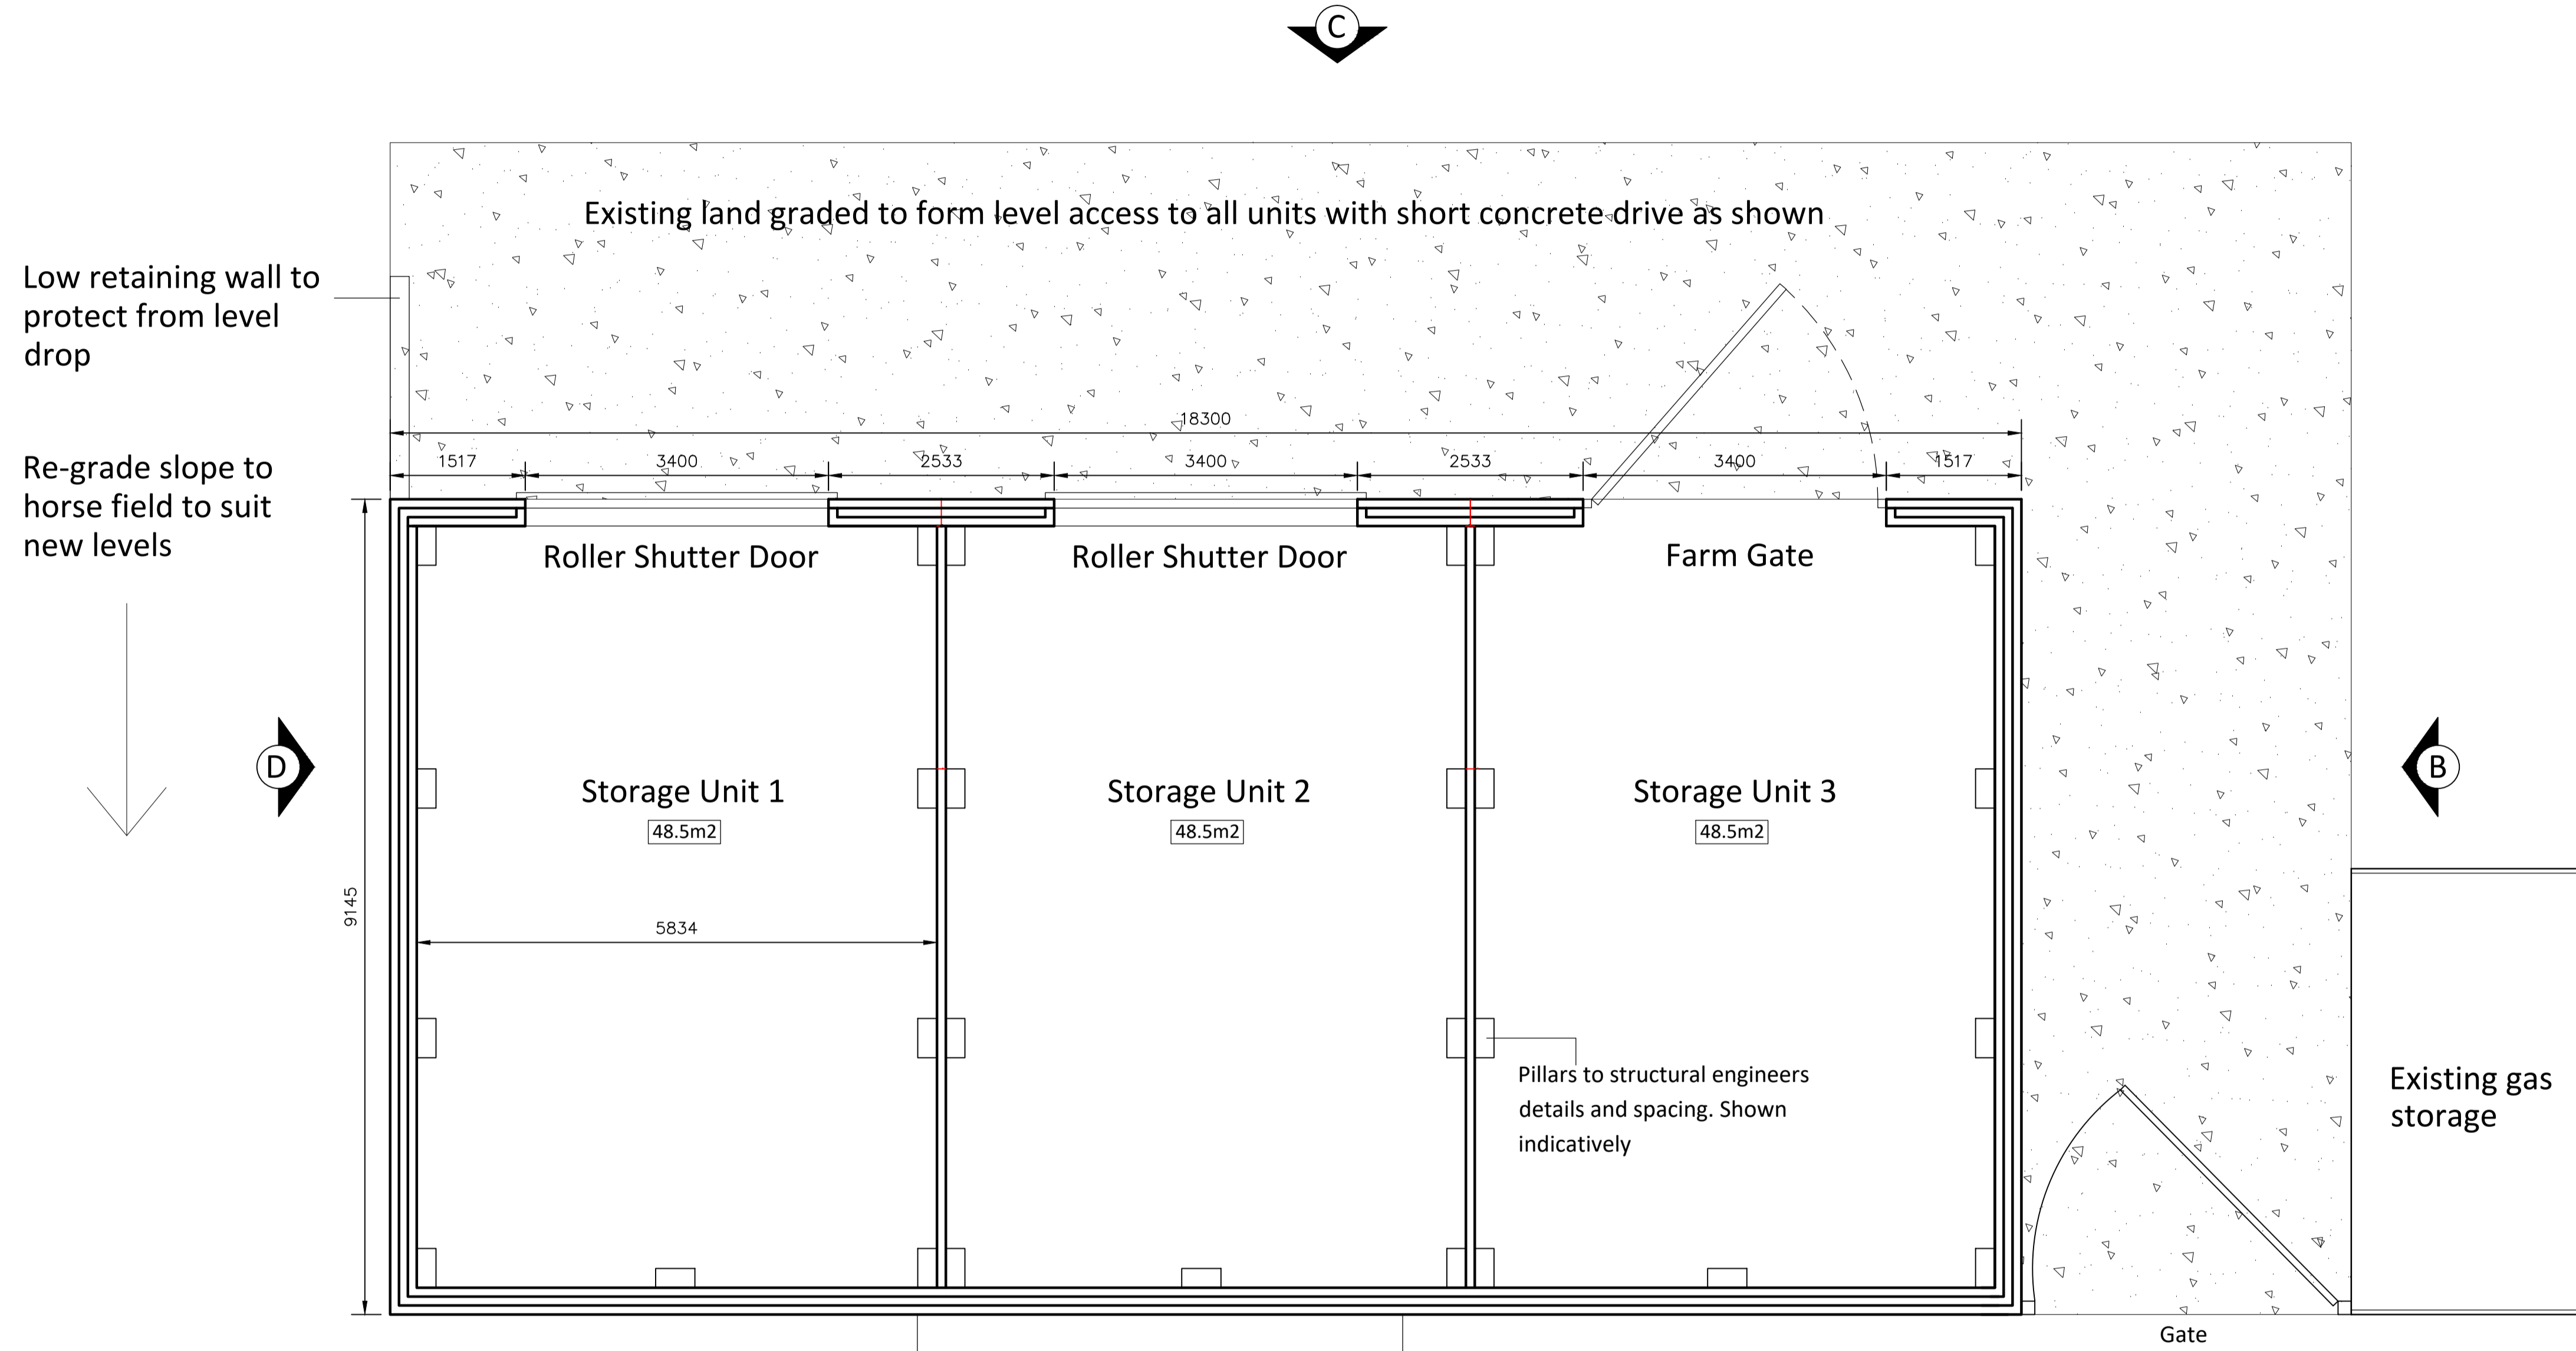 C
Existing land graded to form level access to all units with short concrete drive as shown
Low retaining wall to
protect from level
drop
18300
1517
3400
2533
3400
2533
3400
1517
Re-grade slope to
horse field to suit
new levels
Roller Shutter Door
Roller Shutter Door
Farm Gate
D
B
Storage Unit 1
48.5m2
Storage Unit 2
48.5m2
Storage Unit 3
48.5m2
9145
5834
Pillars to structural engineers
details and spacing. Shown
indicatively
Existing gas
storage
Gate